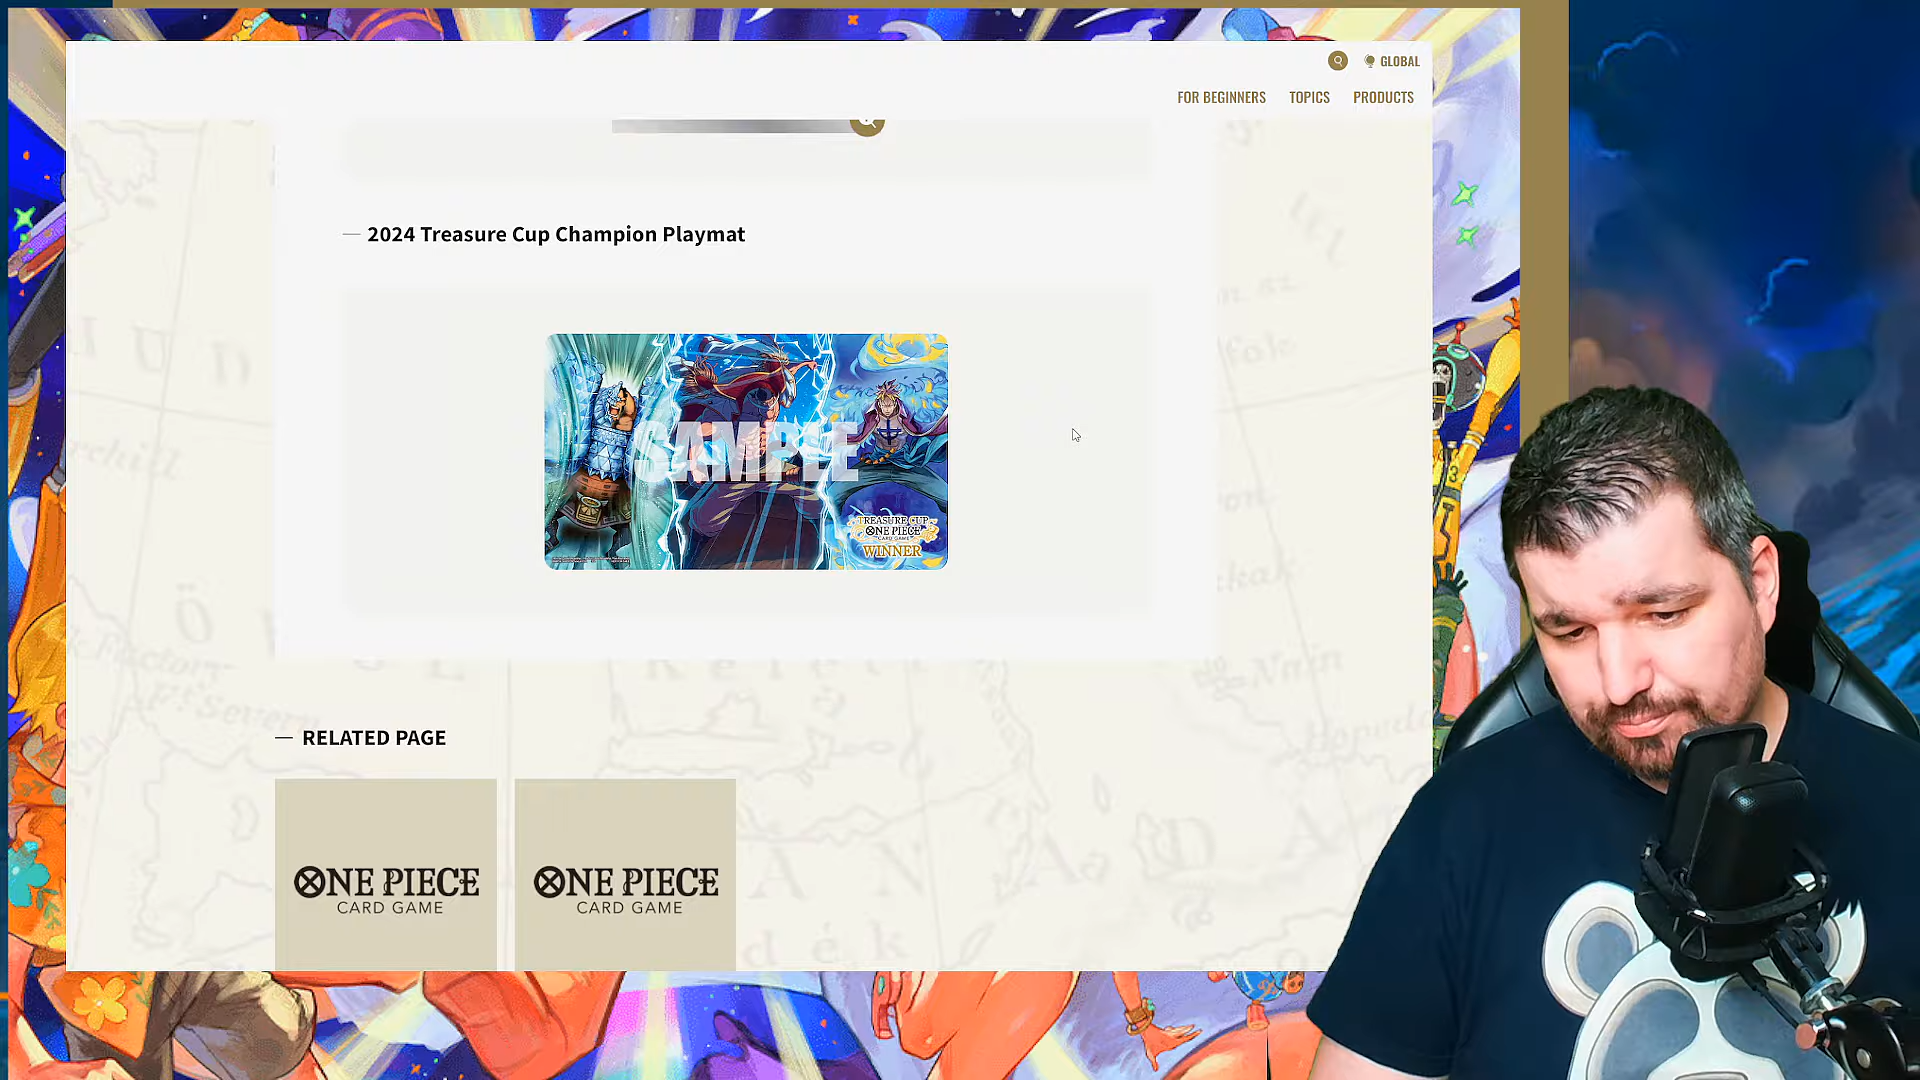 GLOBAL
FOR BEGINNERS TOPICS PRODUCTS
2024 Treasure Cup Champion Playmat
SAMPLE
TREASURE CUP
ONE PIECE
CARD GAME
WINNER
RELATED PAGE
ONE PIECE
CARD GAME
ONE PIECE
CARD GAME